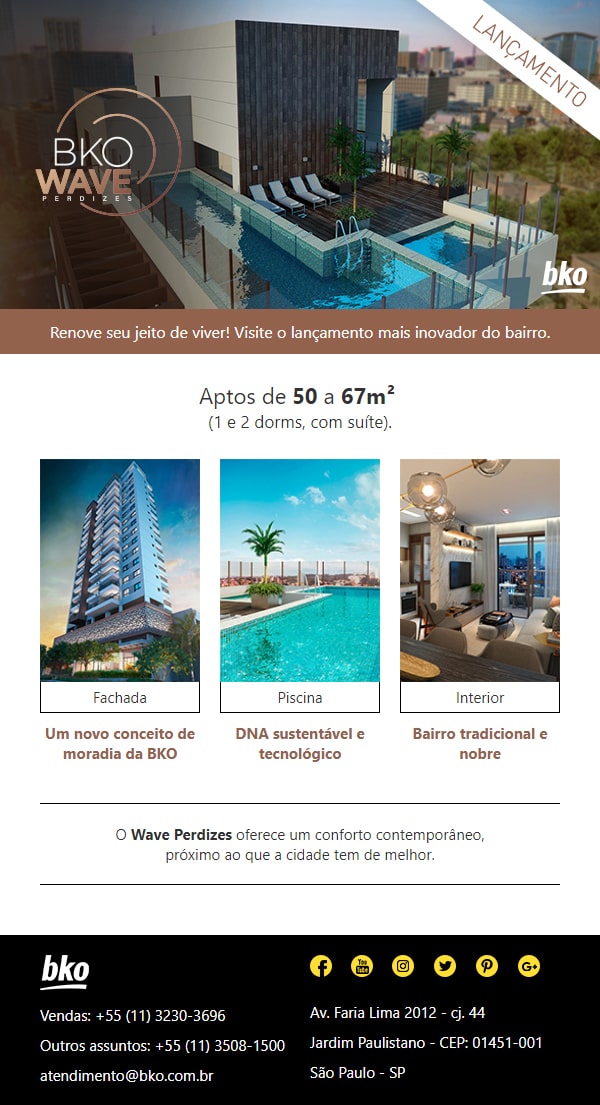 LANÇAMENTO
BKO
WAVE
PERDIZES
bko
Renove seu jeito de viver! Visite o lançamento mais inovador do bairro.
Aptos de 50 a 67m²
(1 e 2 dorms, com suíte).
Fachada
Piscina
Interior
Um novo conceito de
moradia da BKO
DNA sustentável e
tecnológico
Bairro tradicional e
nobre
O Wave Perdizes oferece um conforto contemporâneo,
próximo ao que a cidade tem de melhor.
bko
Vendas: +55 (11) 3230-3696
Outros assuntos: +55 (11) 3508-1500
atendimento@bko.com.br
You Tube
G+
Av. Faria Lima 2012 - cj. 44
Jardim Paulistano - CEP: 01451-001
São Paulo - SP